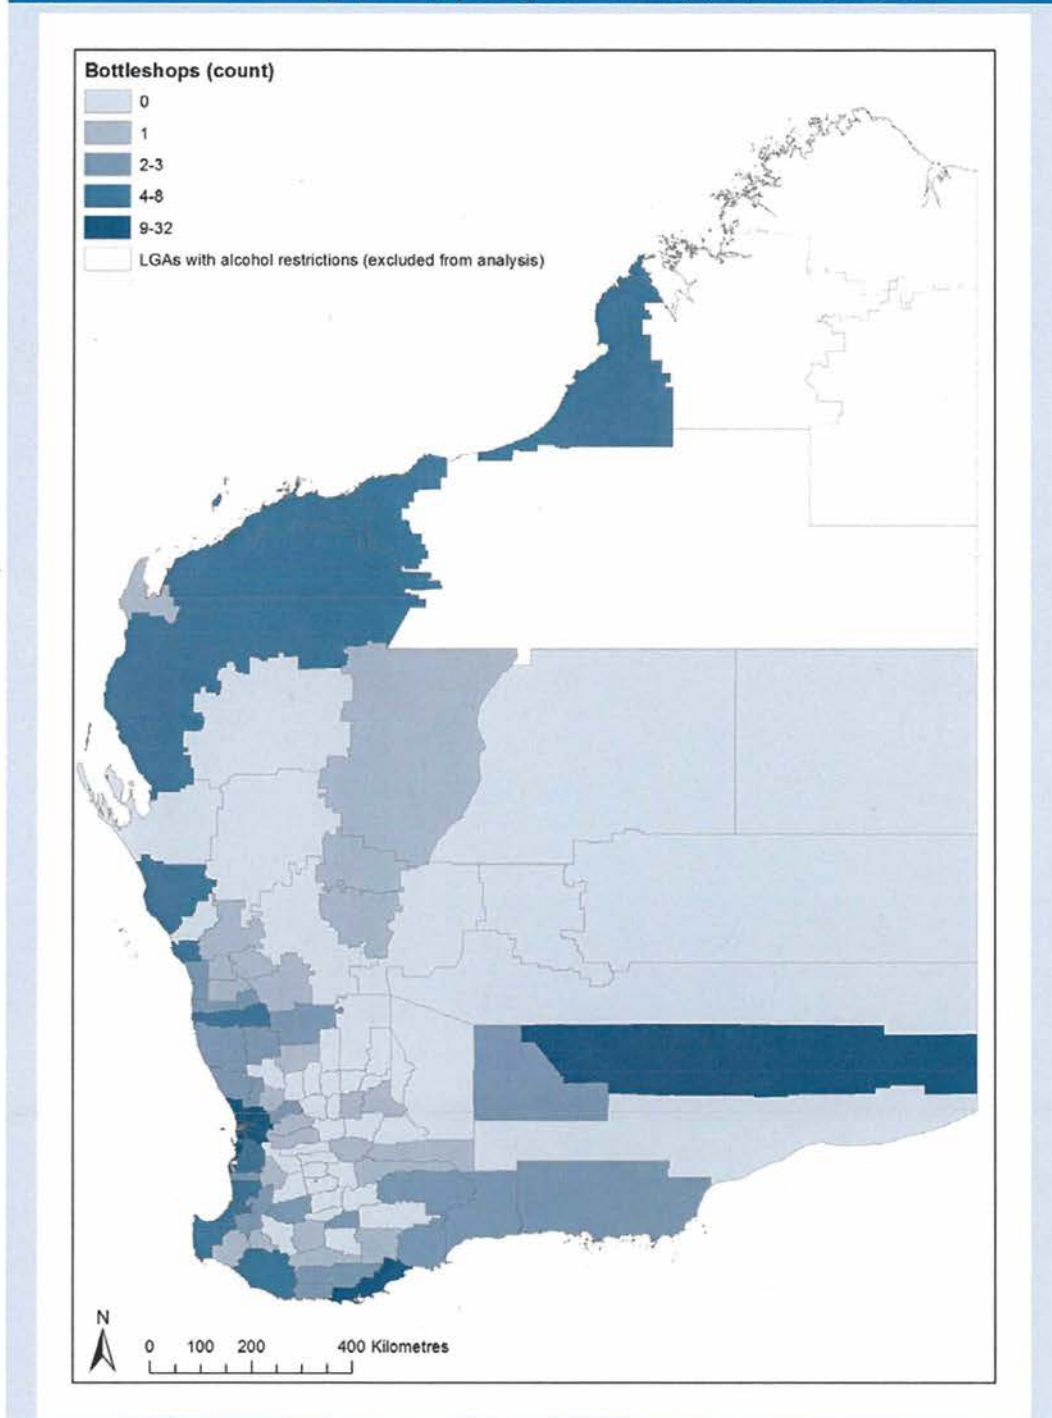 Bottleshops (count)
0
1
2-3
4-8
9-32
LGAs with alcohol restrictions (excluded from analysis)
N
0 100 200 400 Kilometres